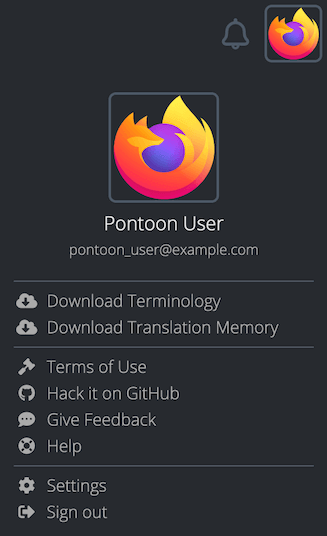 Pontoon User
pontoon_user@example.com
Download Terminology
Download Translation Memory
Terms of Use
Hack it on GitHub
Give Feedback
Help
Settings
Sign out